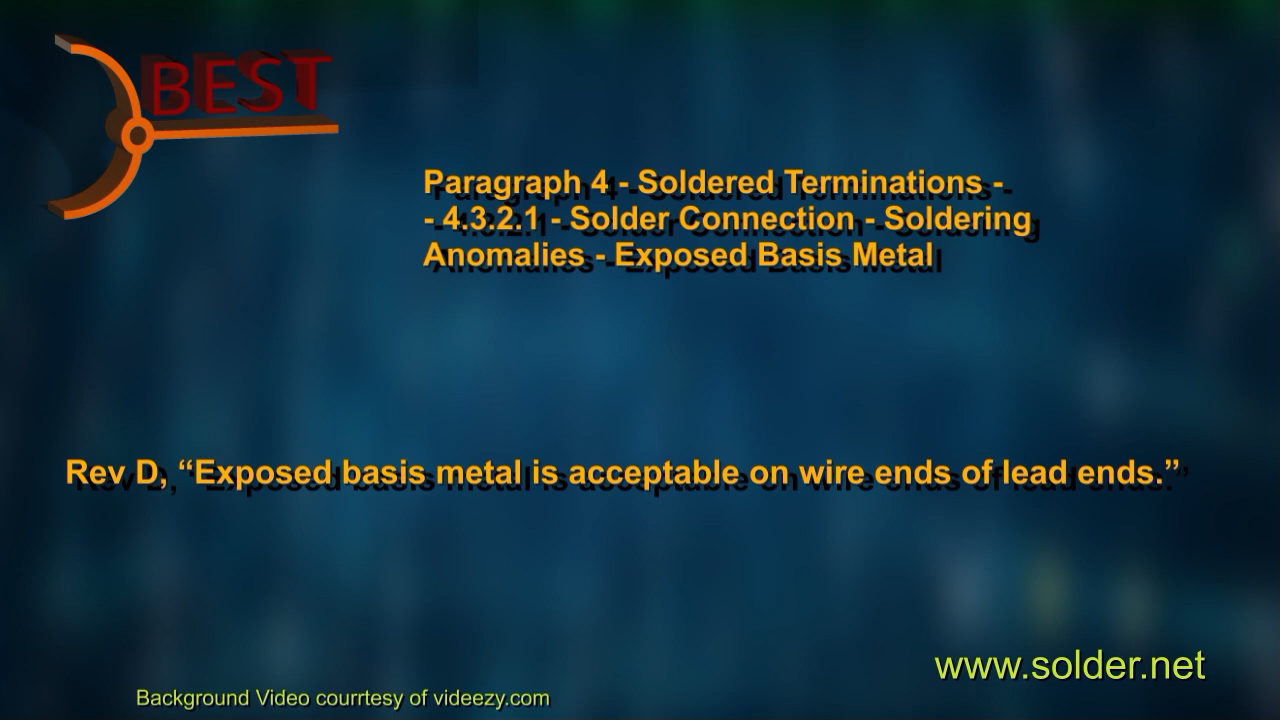 BEST
Paragraph 4 - Soldered Terminations -
- 4.3.2.1 - Solder Connection - Soldering
Anomalies - Exposed Basis Metal
Rev D, “Exposed basis metal is acceptable on wire ends of lead ends.”
www.solder.net
Background Video courrtesy of videezy.com